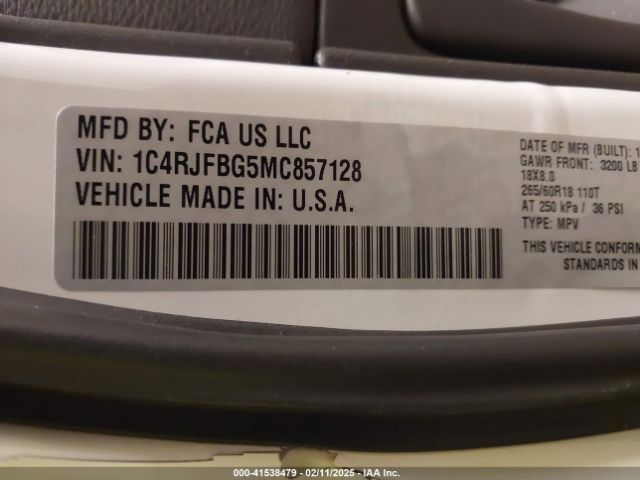 MFD BY: FCA US LLC
VIN: 1C4RJFBG5MC857128
VEHICLE MADE IN: U.S.A.
DATE OF MFR (BUILT): 1
GAWR FRONT: 3200 LB
18X8.0
265/60R18 110T
AT 250 kPa / 36 PSI
TYPE: MPV
THIS VEHICLE CONFORM
STANDARDS IN
000-41538479 - 02/11/2025 - IAA Inc.